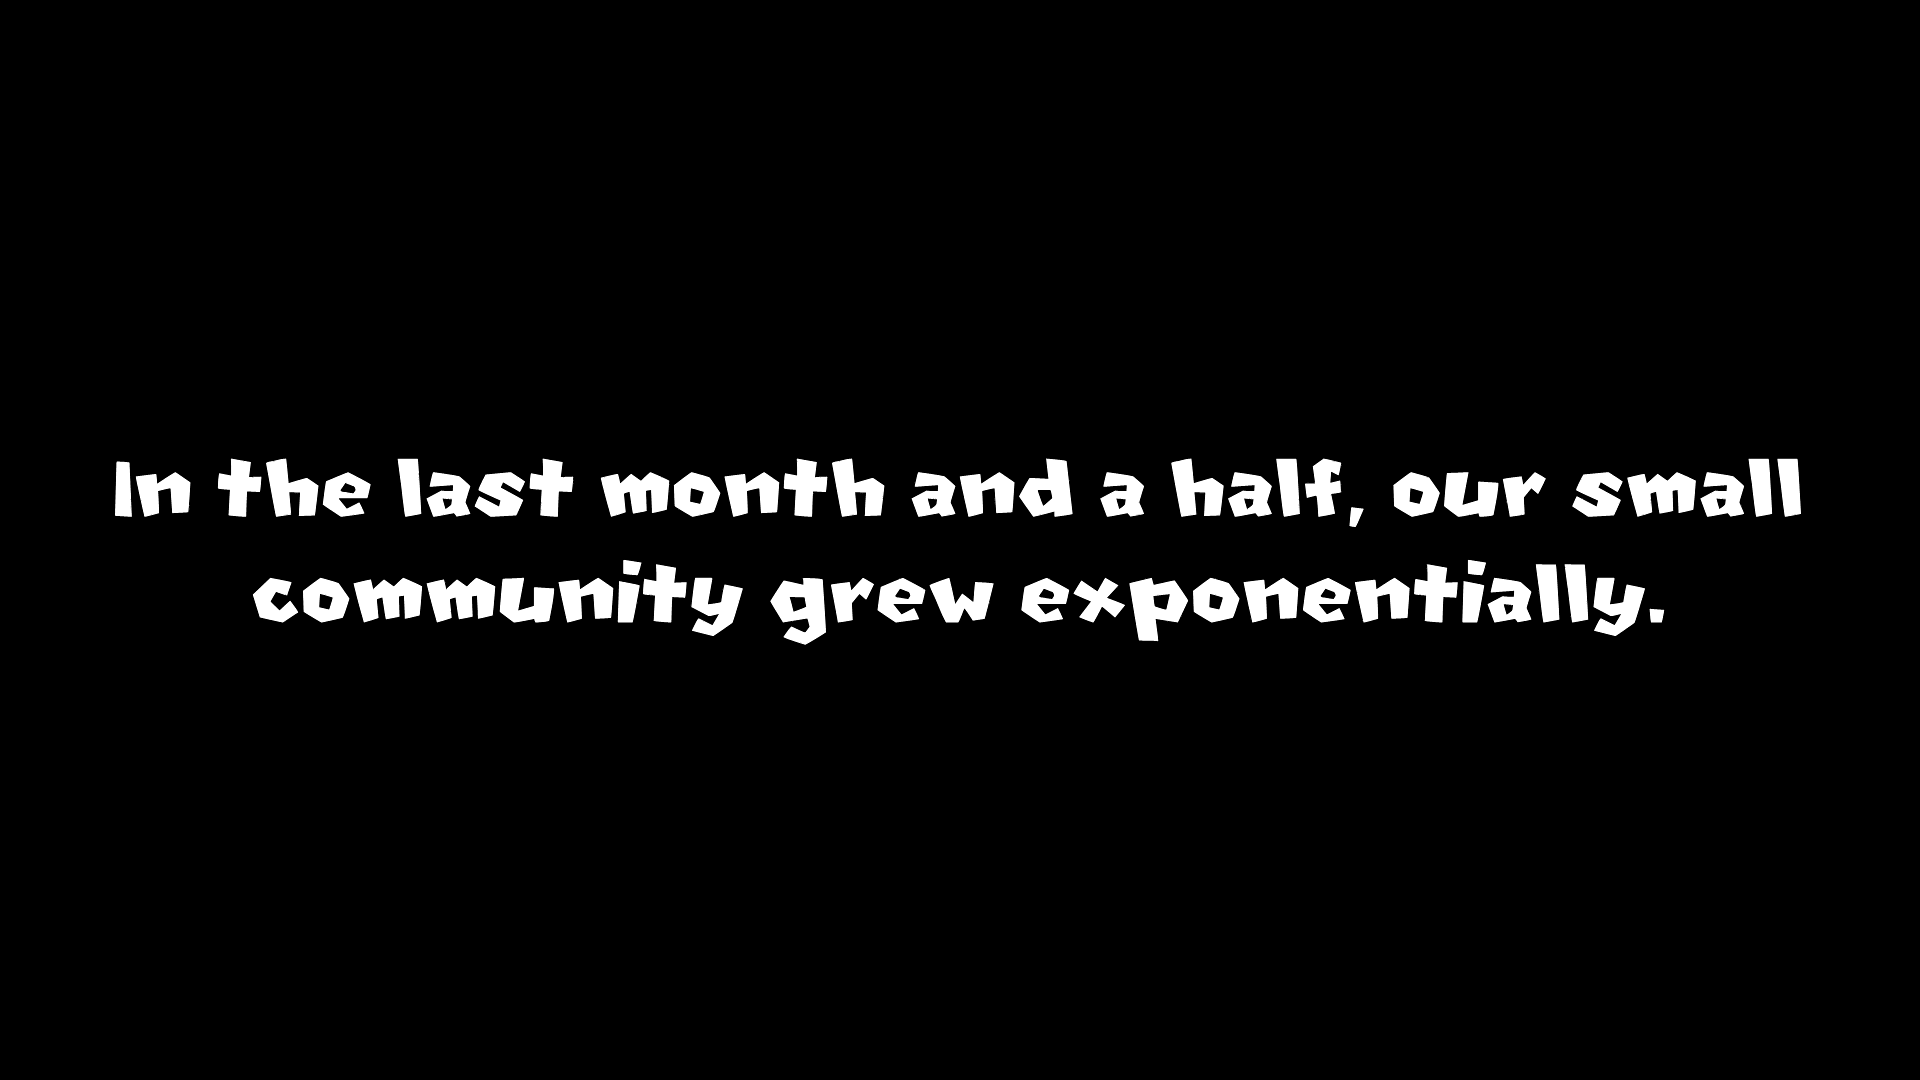 In the last month and a half, our small
community grew exponentially.